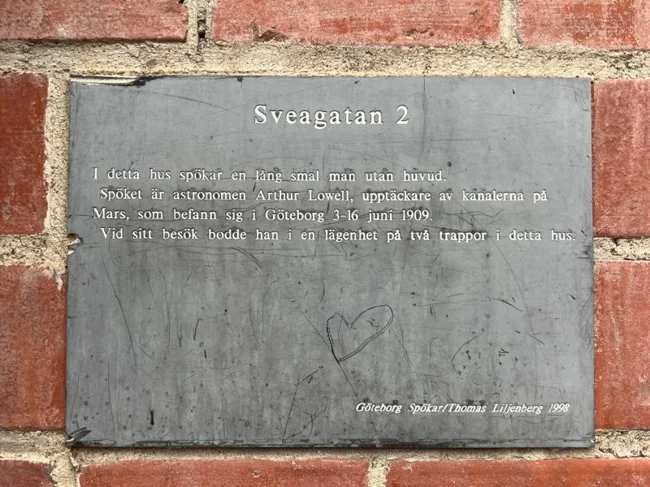 Sveagatan 2
I detta hus spökar en lång smal man utan huvud.
Spöket är astronomen Arthur Lowell, upptäckare av kanalerna på
Mars, som befann sig i Göteborg 3-16 juni 1909.
Vid sitt besök bodde han i en lägenhet på två trappor i detta hus.
Göteborg Spökar/Thomas Liljenberg 1998